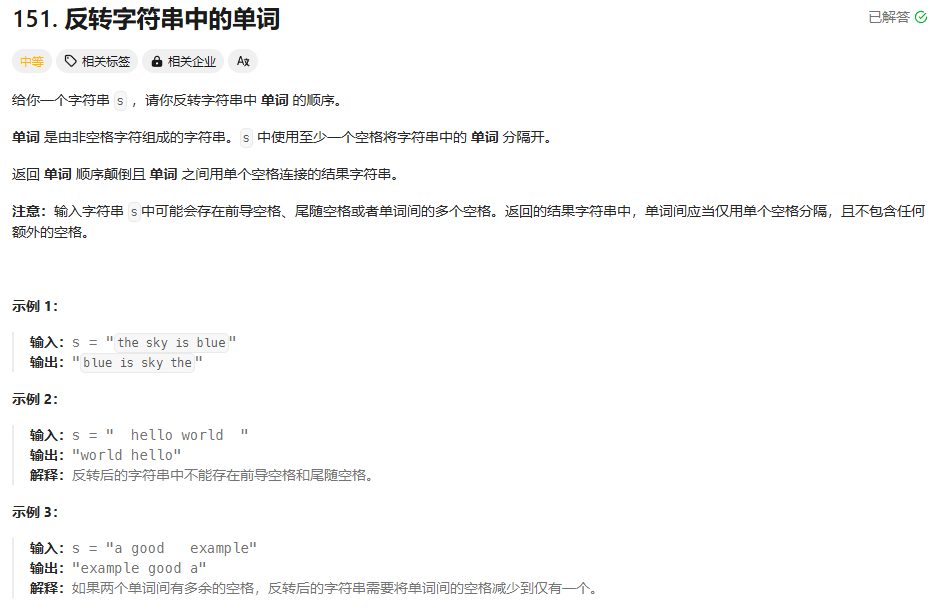 151. 反转字符串中的单词
已解答
中等 相关标签 相关企业 Aa
给你一个字符串 s ，请你反转字符串中 单词 的顺序。
单词 是由非空格字符组成的字符串。s 中使用至少一个空格将字符串中的 单词 分隔开。
返回 单词 顺序颠倒且 单词 之间用单个空格连接的结果字符串。
注意：输入字符串 s中可能会存在前导空格、尾随空格或者单词间的多个空格。返回的结果字符串中，单词间应当仅用单个空格分隔，且不包含任何
额外的空格。
示例 1：
输入：s = "the sky is blue"
输出："blue is sky the"
示例 2：
输入：s = "  hello world  "
输出："world hello"
解释：反转后的字符串中不能存在前导空格和尾随空格。
示例 3：
输入：s = "a good   example"
输出："example good a"
解释：如果两个单词间有多余的空格，反转后的字符串需要将单词间的空格减少到仅有一个。